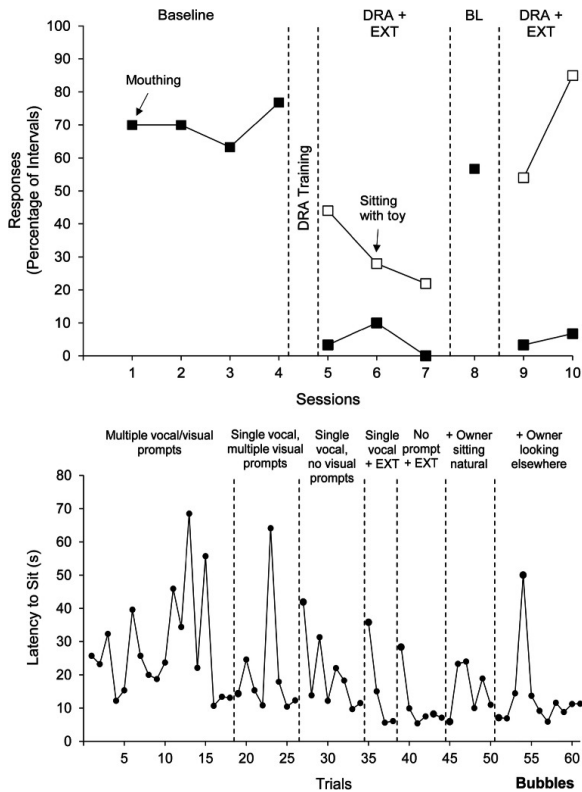 Baseline
DRA +
EXT
BL
DRA +
EXT
Responses
(Percentage of Intervals)
100
90
80
70
60
50
40
30
20
10
0
Mouthing
DRA Training
Sitting
with toy
1 2 3 4 5 6 7 8 9 10
Sessions
Multiple vocal/visual
prompts
Single vocal,
multiple visual
prompts
Single
vocal,
no visual
prompts
Single
vocal
+ EXT
No
prompt
+ EXT
+ Owner
sitting
natural
+ Owner
looking
elsewhere
Latency to Sit (s)
80
70
60
50
40
30
20
10
0
5 10 15 20 25 30 35 40 45 50 55 60
Trials
Bubbles